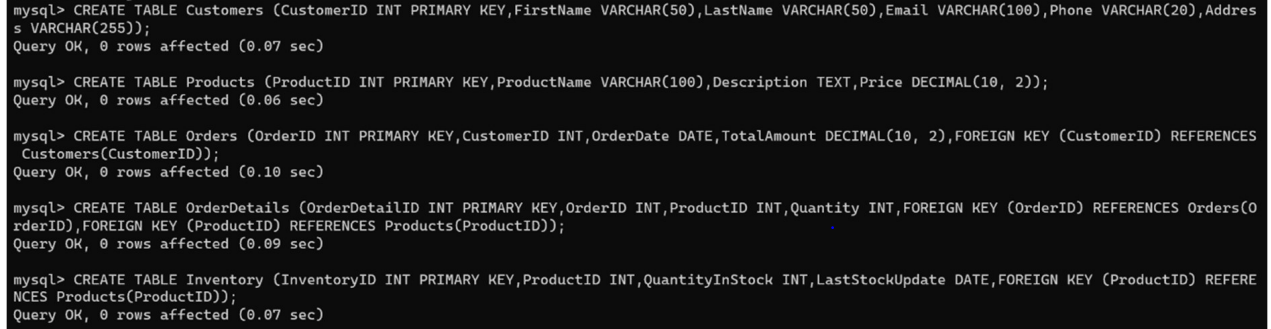 mysql> CREATE TABLE Customers (CustomerID INT PRIMARY KEY,FirstName VARCHAR(50),LastName VARCHAR(50),Email VARCHAR(100),Phone VARCHAR(20),Addres
s VARCHAR(255));
Query OK, 0 rows affected (0.07 sec)
mysql> CREATE TABLE Products (ProductID INT PRIMARY KEY,ProductName VARCHAR(100),Description TEXT,Price DECIMAL(10, 2));
Query OK, 0 rows affected (0.06 sec)
mysql> CREATE TABLE Orders (OrderID INT PRIMARY KEY,CustomerID INT,OrderDate DATE,TotalAmount DECIMAL(10, 2),FOREIGN KEY (CustomerID) REFERENCES
Customers(CustomerID));
Query OK, 0 rows affected (0.10 sec)
mysql> CREATE TABLE OrderDetails (OrderDetailID INT PRIMARY KEY,OrderID INT,ProductID INT,Quantity INT,FOREIGN KEY (OrderID) REFERENCES Orders(O
rderID),FOREIGN KEY (ProductID) REFERENCES Products(ProductID));
Query OK, 0 rows affected (0.09 sec)
mysql> CREATE TABLE Inventory (InventoryID INT PRIMARY KEY,ProductID INT,QuantityInStock INT,LastStockUpdate DATE,FOREIGN KEY (ProductID) REFERE
NCES Products(ProductID));
Query OK, 0 rows affected (0.07 sec)